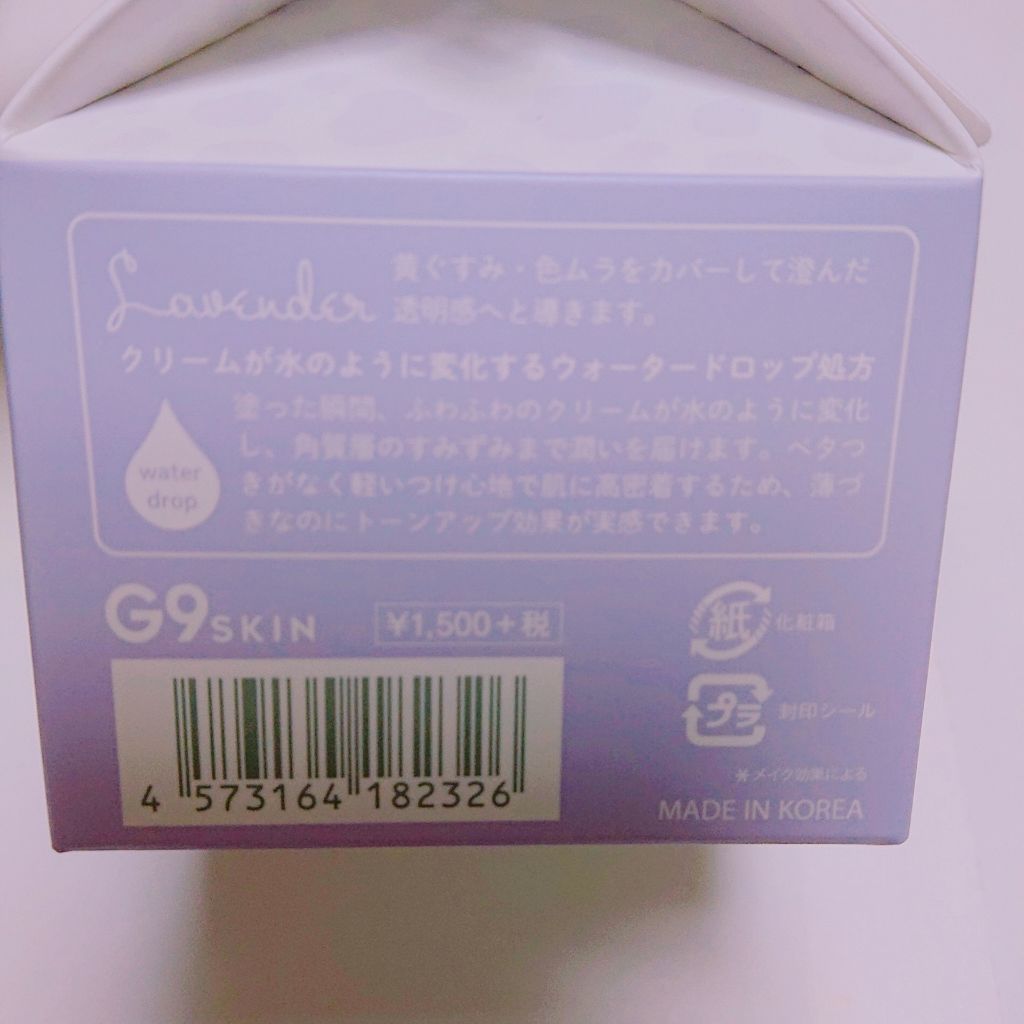 Lavender
黄ぐすみ・色ムラをカバーして澄んだ
透明感へと導きます。
クリームが水のように変化するウォータードロップ処方
water
drop
塗った瞬間、ふわふわのクリームが水のように変化
し、角質層のすみずみまで潤いを届けます。ベタつ
きがなく軽いつけ心地で肌に高密着するため、薄づ
きなのにトーンアップ効果が実感できます。
G9SKIN
¥1,500+税
紙 化粧箱
プラ 封印シール
4 573164 182326
※メイク効果による
MADE IN KOREA